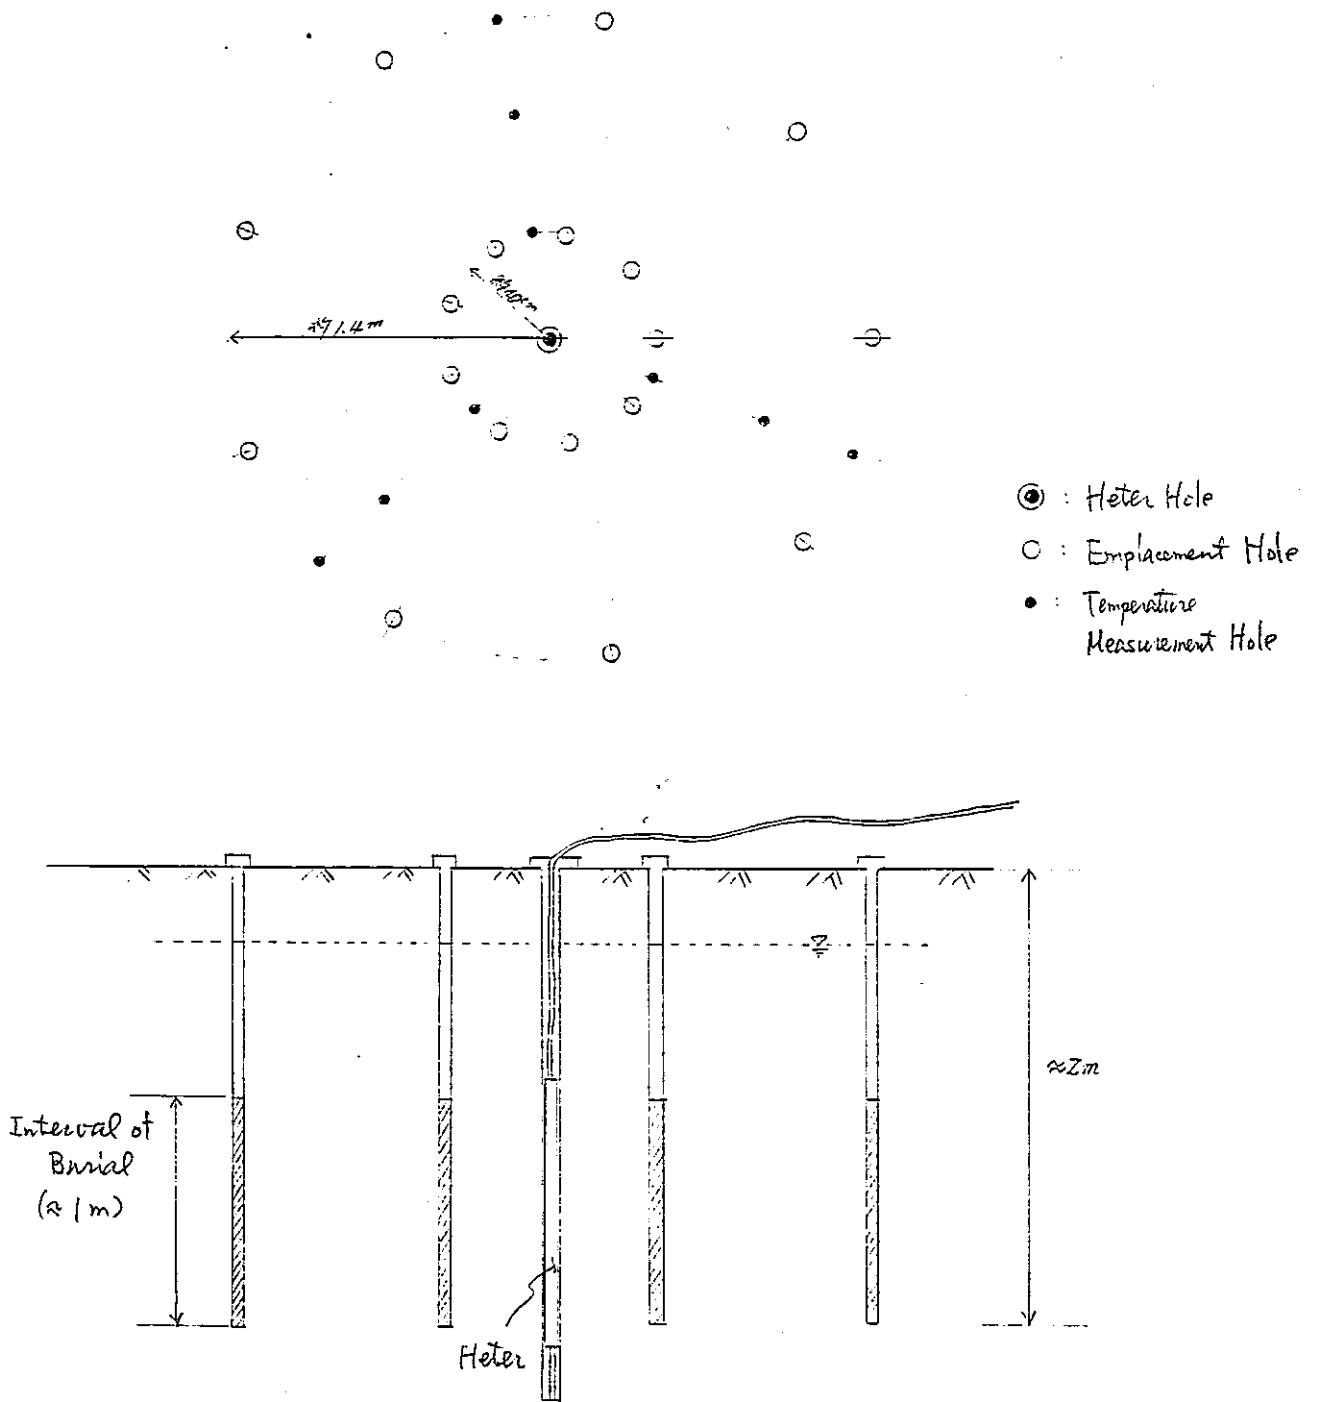 約1.4m
: Heter Hole
: Emplacement Hole
: Temperature
Measurement Hole
≈2m
Interval of
Burial
(≈1m)
Heter